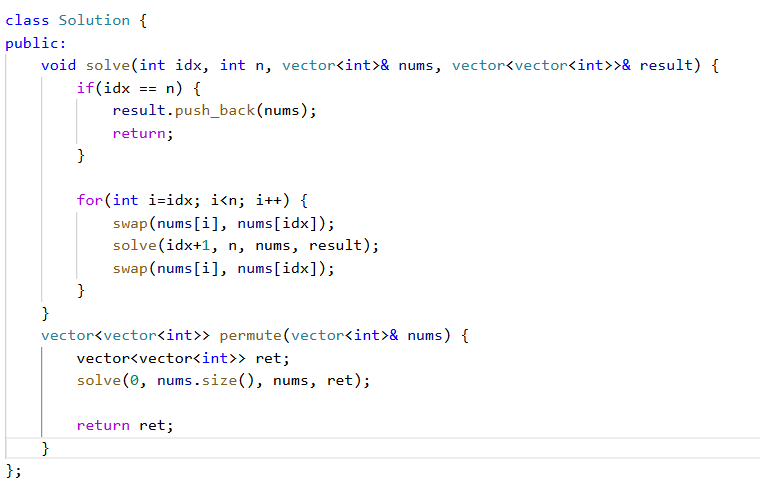 class Solution {
public:
    void solve(int idx, int n, vector<int>& nums, vector<vector<int>>& result) {
        if(idx == n) {
            result.push_back(nums);
            return;
        }

        for(int i=idx; i<n; i++) {
            swap(nums[i], nums[idx]);
            solve(idx+1, n, nums, result);
            swap(nums[i], nums[idx]);
        }
    }
    vector<vector<int>> permute(vector<int>& nums) {
        vector<vector<int>> ret;
        solve(0, nums.size(), nums, ret);

        return ret;
    }
};